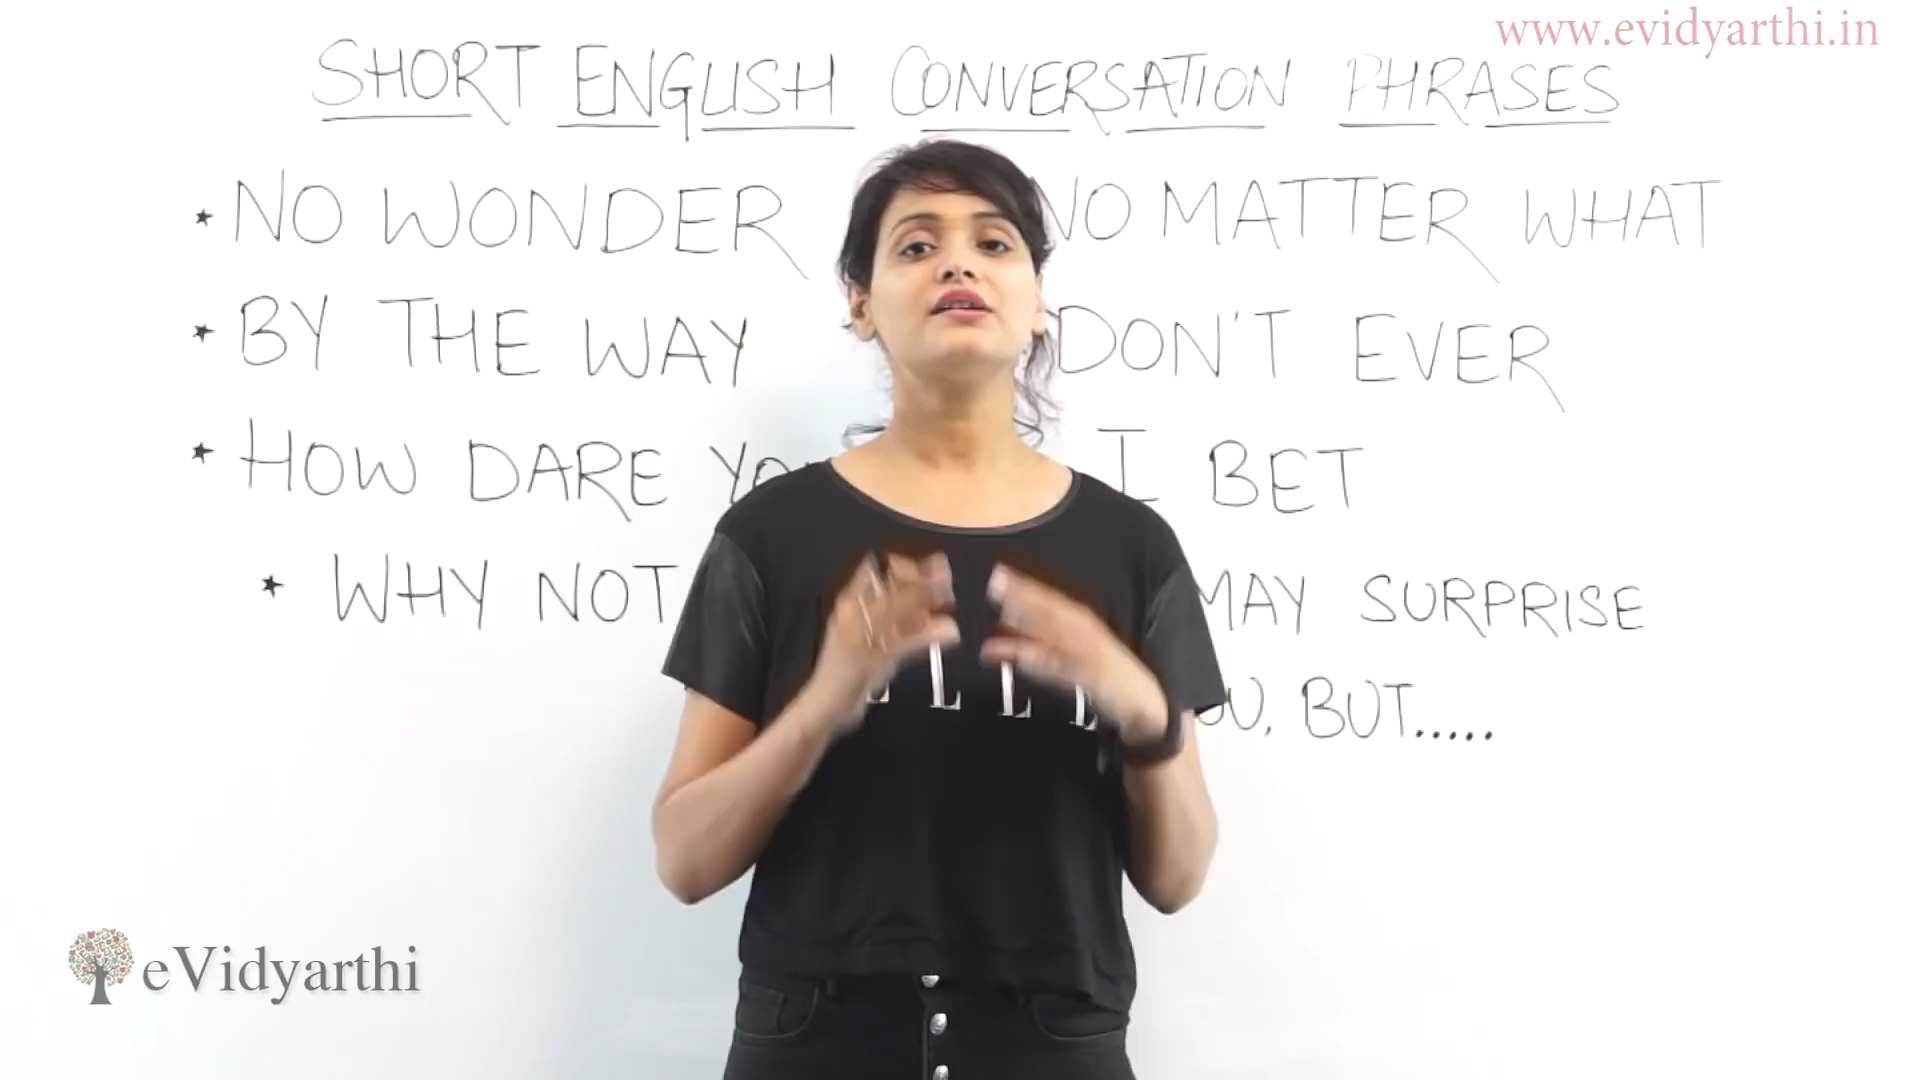 www.evidyarthi.in
SHORT ENGLISH CONVERSATION PHRASES
NO WONDER NO MATTER WHAT
BY THE WAY DON'T EVER
HOW DARE I BET
WHY NOT MAY SURPRISE
BUT.....
eVidyarthi